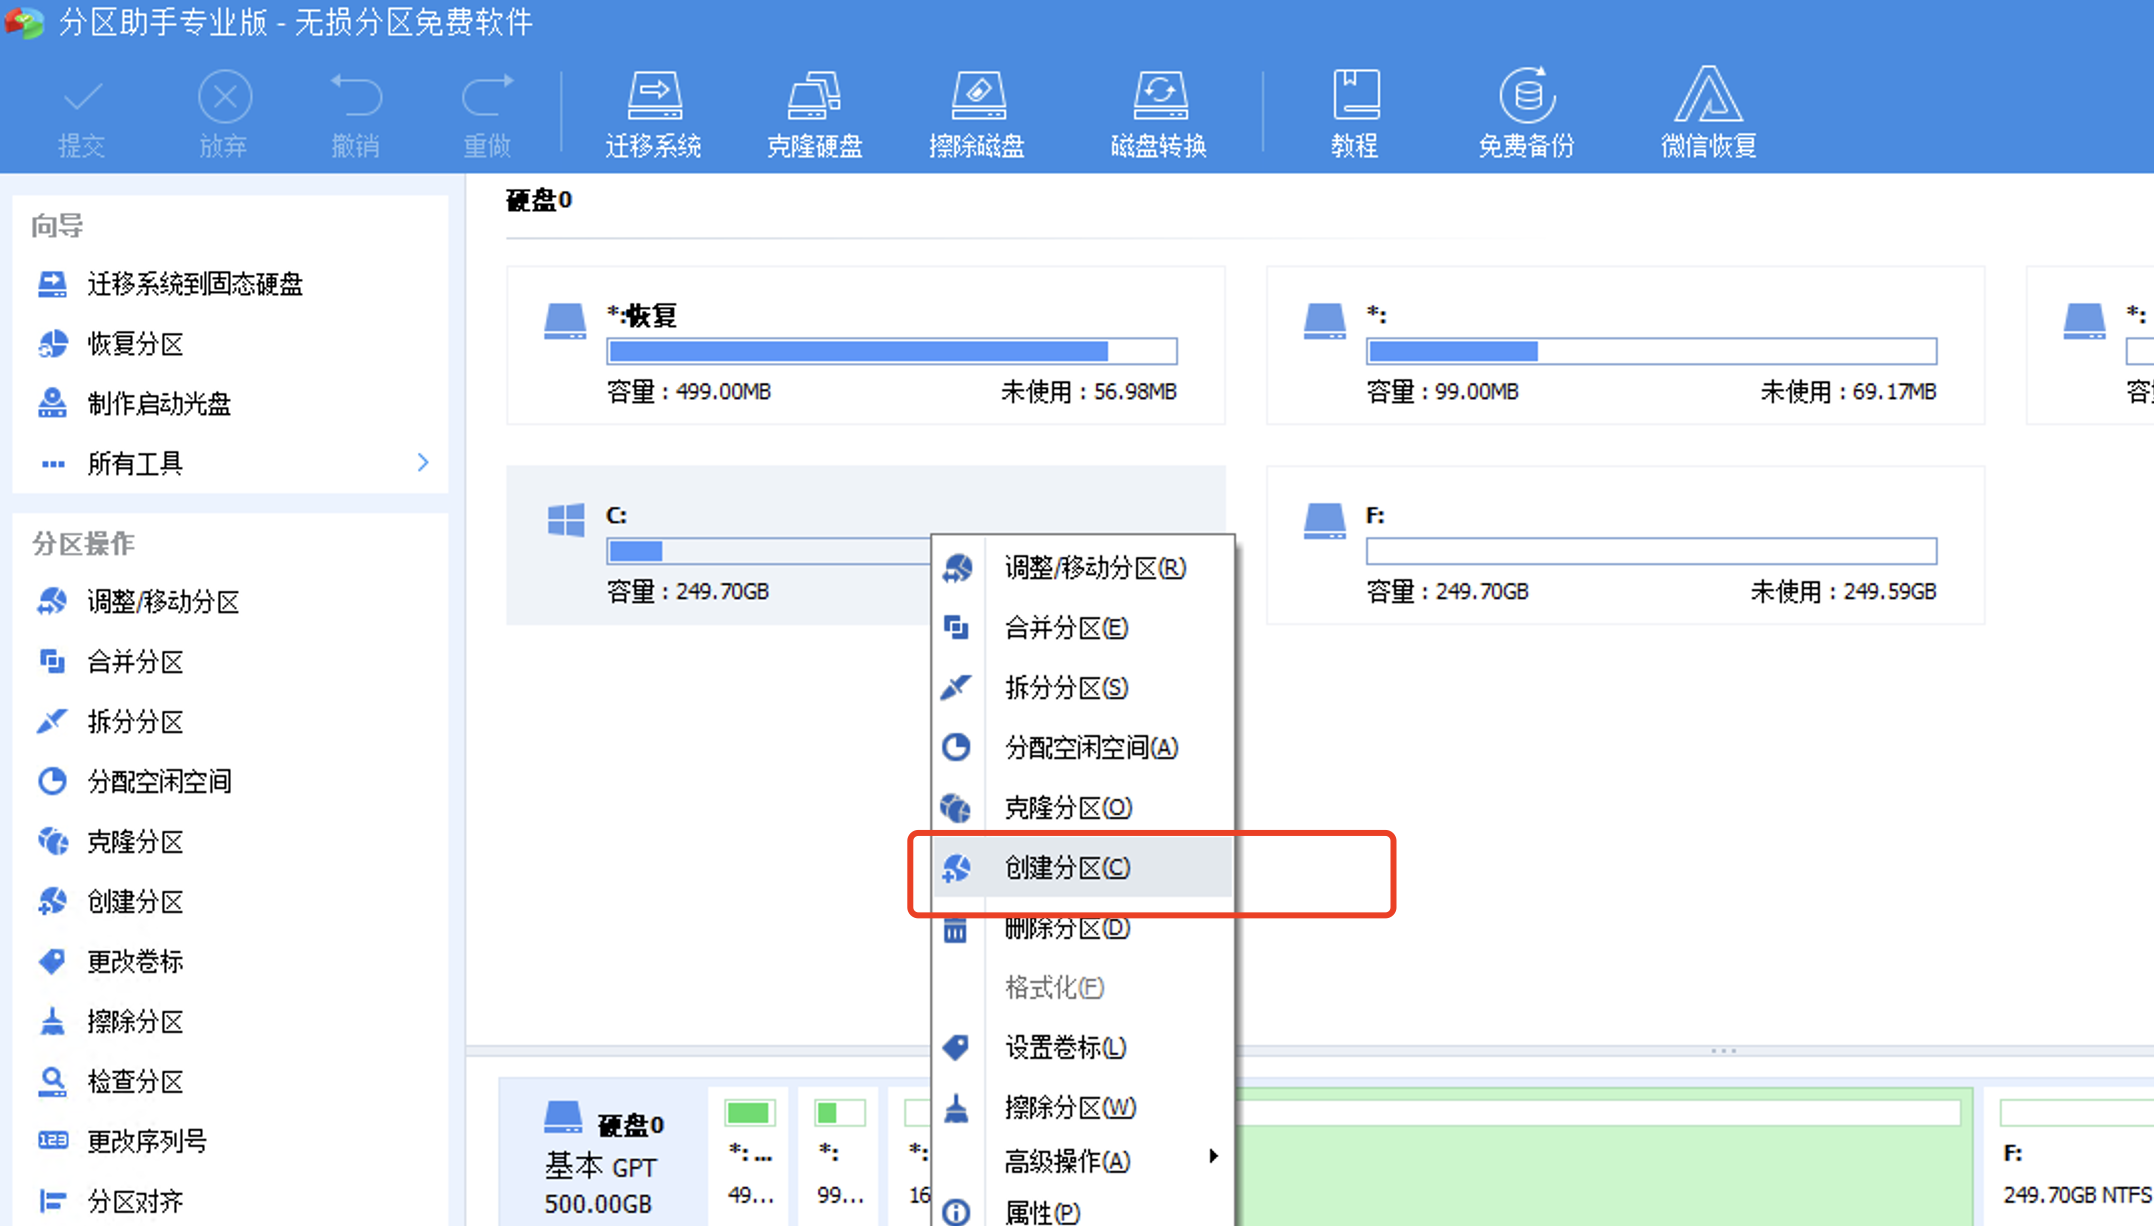 分区助手专业版 - 无损分区免费软件
提交
放弃
撤销
重做
迁移系统
克隆硬盘
擦除磁盘
磁盘转换
教程
免费备份
微信恢复
向导
迁移系统到固态硬盘
恢复分区
制作启动光盘
所有工具
分区操作
调整/移动分区
合并分区
拆分分区
分配空闲空间
克隆分区
创建分区
更改卷标
擦除分区
检查分区
更改序列号
分区对齐
硬盘0
*:恢复
容量：499.00MB 未使用：56.98MB
*:
容量：99.00MB 未使用：69.17MB
*:
C:
容量：249.70GB
F:
容量：249.70GB 未使用：249.59GB
调整/移动分区(R)
合并分区(E)
拆分分区(S)
分配空闲空间(A)
克隆分区(O)
创建分区(C)
删除分区(D)
格式化(F)
设置卷标(L)
擦除分区(W)
高级操作(A)
属性(P)
硬盘0
基本 GPT
500.00GB
*:...
49...
*:
99...
*:
16
F:
249.70GB NTFS